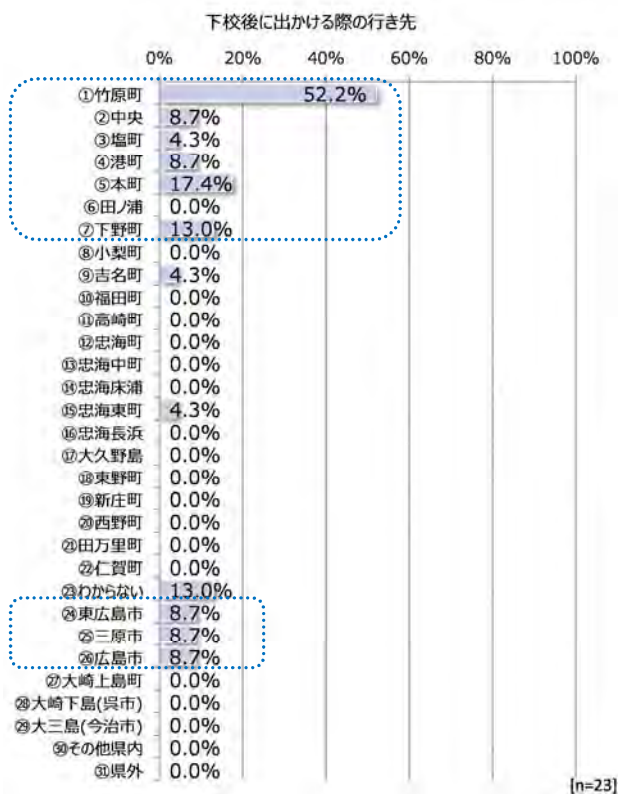 下校後に出かける際の行き先
0% 20% 40% 60% 80% 100%
①竹原町 52.2%
②中央 8.7%
③塩町 4.3%
④港町 8.7%
⑤本町 17.4%
⑥田ノ浦 0.0%
⑦下野町 13.0%
⑧小梨町 0.0%
⑨吉名町 4.3%
⑩福田町 0.0%
⑪高崎町 0.0%
⑫忠海町 0.0%
⑬忠海中町 0.0%
⑭忠海床浦 0.0%
⑮忠海東町 4.3%
⑯忠海長浜 0.0%
⑰大久野島 0.0%
⑱東野町 0.0%
⑲新庄町 0.0%
⑳西野町 0.0%
㉑田万里町 0.0%
㉒仁賀町 0.0%
㉓わからない 13.0%
㉔東広島市 8.7%
㉕三原市 8.7%
㉖広島市 8.7%
㉗大崎上島町 0.0%
㉘大崎下島(呉市) 0.0%
㉙大三島(今治市) 0.0%
㉚その他県内 0.0%
㉛県外 0.0%
[n=23]